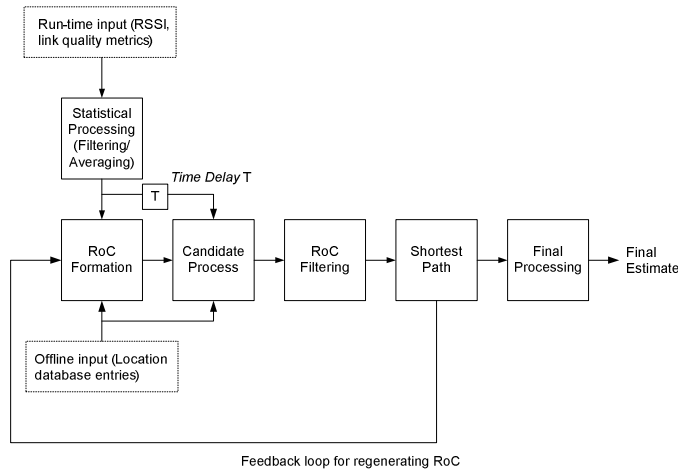 Run-time input (RSSI,
link quality metrics)
Statistical
Processing
(Filtering/
Averaging)
Time Delay T
T
RoC
Formation
Candidate
Process
RoC
Filtering
Shortest
Path
Final
Processing
Final
Estimate
Offline input (Location
database entries)
Feedback loop for regenerating RoC